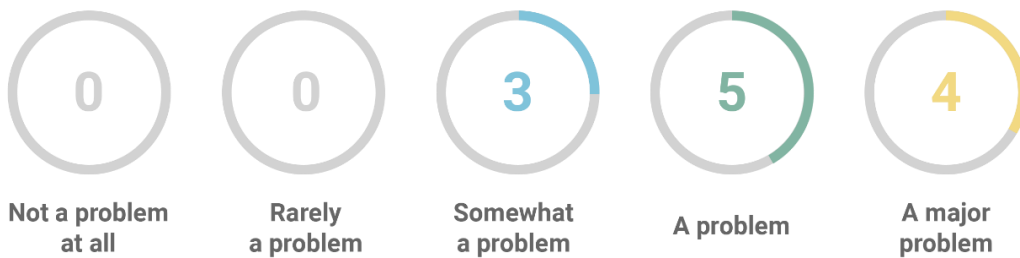 0
0
3
5
4
Not a problem
at all
Rarely
a problem
Somewhat
a problem
A problem
A major
problem